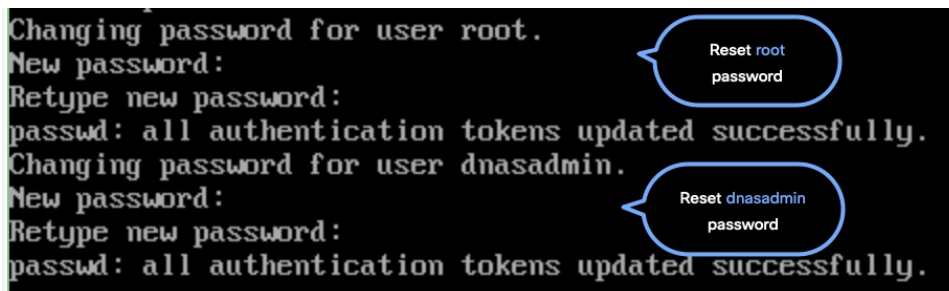 Changing password for user root.
New password:
Retype new password:
passwd: all authentication tokens updated successfully.
Changing password for user dnasadmin.
New password:
Retype new password:
passwd: all authentication tokens updated successfully.
Reset root
password
Reset dnasadmin
password